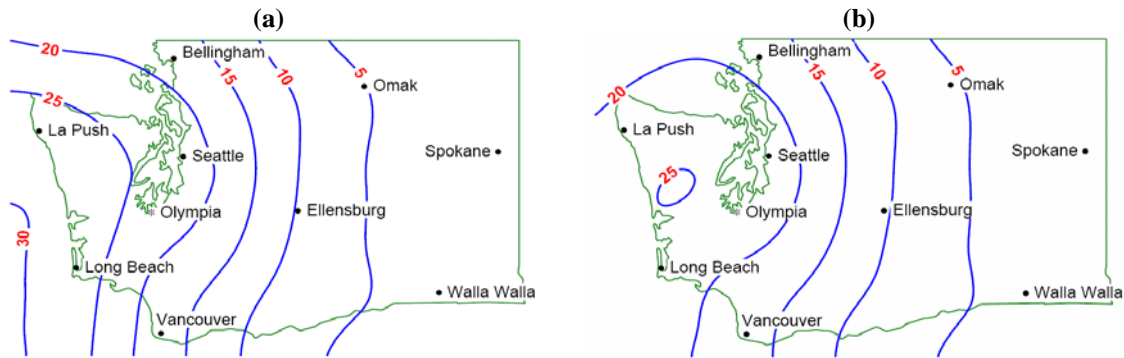 (a)
20
Bellingham
15
10
5
Omak
25
La Push
Seattle
Spokane
30
Olympia
Ellensburg
Long Beach
Walla Walla
Vancouver
(b)
20
Bellingham
15
10
5
Omak
La Push
Seattle
Spokane
25
Olympia
Ellensburg
Long Beach
Walla Walla
Vancouver